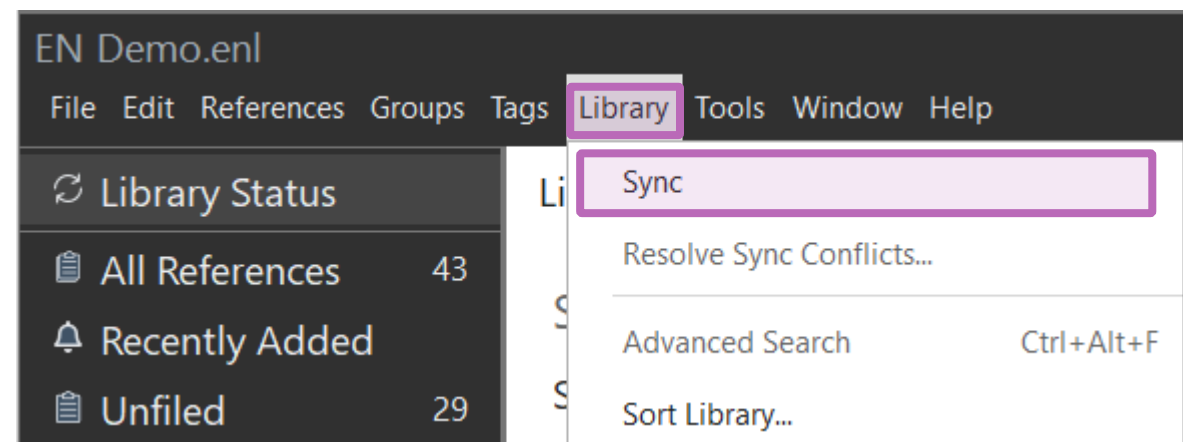 EN Demo.enl
File Edit References Groups Tags Library Tools Window Help
Library Status
All References 43
Recently Added
Unfiled 29
Li
S
S
Sync
Resolve Sync Conflicts...
Advanced Search Ctrl+Alt+F
Sort Library...